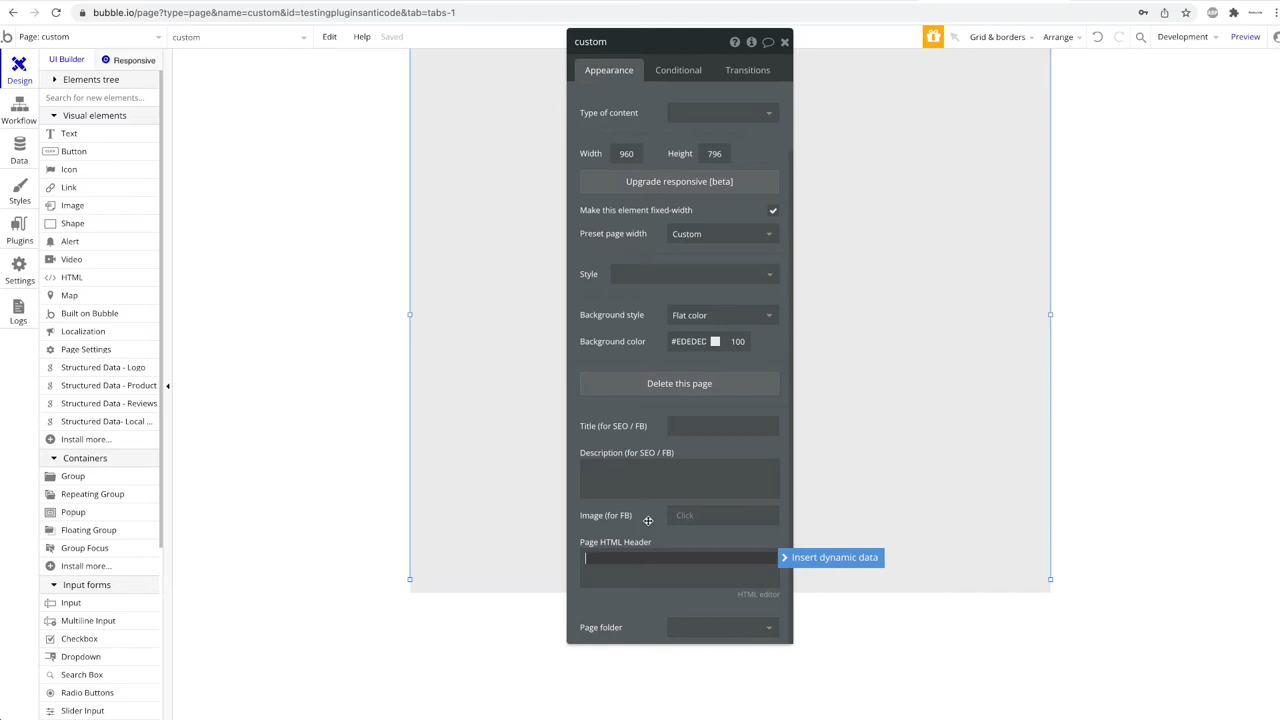 bubble.io/page?type=page&name=custom&id=testingpluginsanticode&tab=tabs-1
Page: custom
custom
Edit
Help
Saved
Grid & borders
Arrange
Development
Preview
Design
Workflow
Data
Styles
Plugins
Settings
Logs
UI Builder
Responsive
Elements tree
Search for new elements...
Visual elements
Text
Button
Icon
Link
Image
Shape
Alert
Video
HTML
Map
Built on Bubble
Localization
Page Settings
Structured Data - Logo
Structured Data - Product
Structured Data - Reviews
Structured Data- Local ...
Install more...
Containers
Group
Repeating Group
Popup
Floating Group
Group Focus
Install more...
Input forms
Input
Multiline Input
Checkbox
Dropdown
Search Box
Radio Buttons
Slider Input
custom
Appearance
Conditional
Transitions
Type of content
Width 960 Height 796
Upgrade responsive [beta]
Make this element fixed-width
Preset page width Custom
Style
Background style Flat color
Background color #EDEDED 100
Delete this page
Title (for SEO / FB)
Description (for SEO / FB)
Image (for FB) Click
Page HTML Header
Insert dynamic data
HTML editor
Page folder